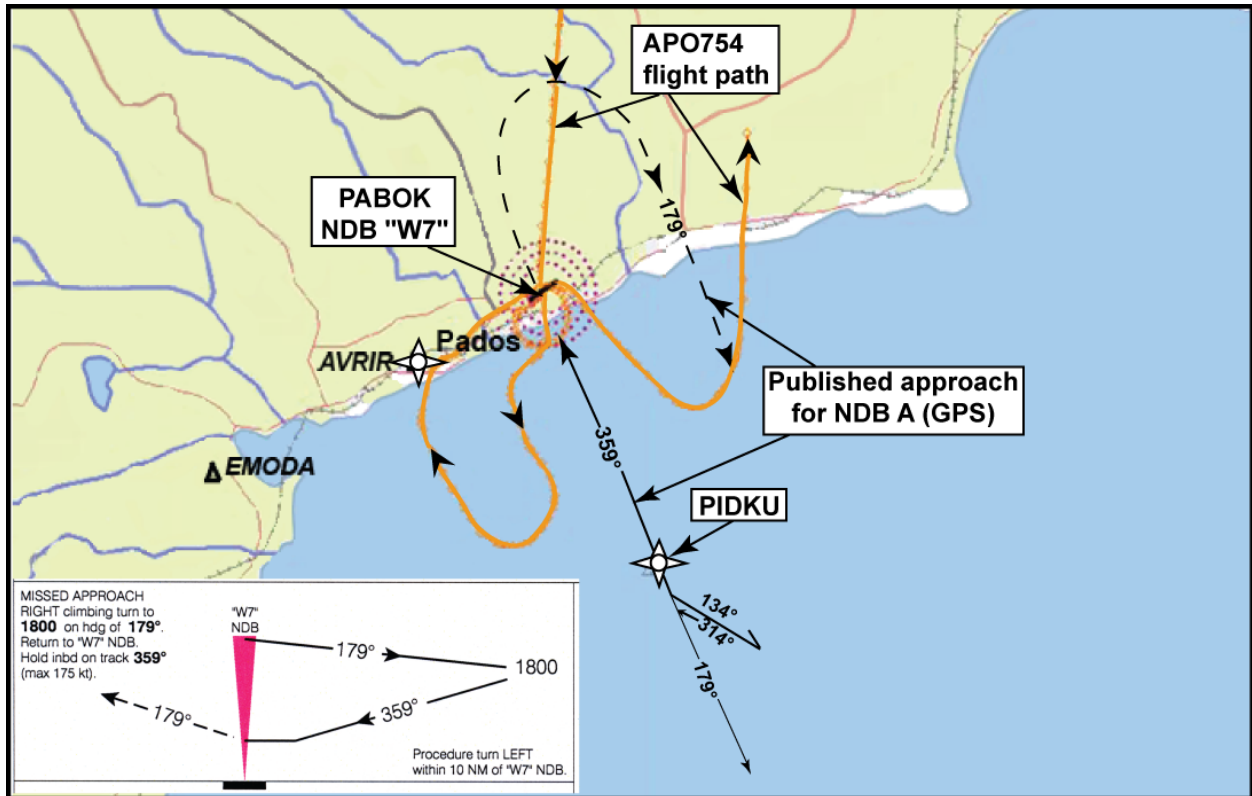 APO754
flight path
PABOK
NDB "W7"
179°
Pados
AVRIR
Published approach
for NDB A (GPS)
359°
EMODA
PIDKU
134°
314°
179°
MISSED APPROACH
RIGHT climbing turn to
1800 on hdg of 179°.
Return to "W7" NDB.
Hold inbd on track 359°
(max 175 kt).
"W7"
NDB
179°
1800
359°
179°
Procedure turn LEFT
within 10 NM of "W7" NDB.